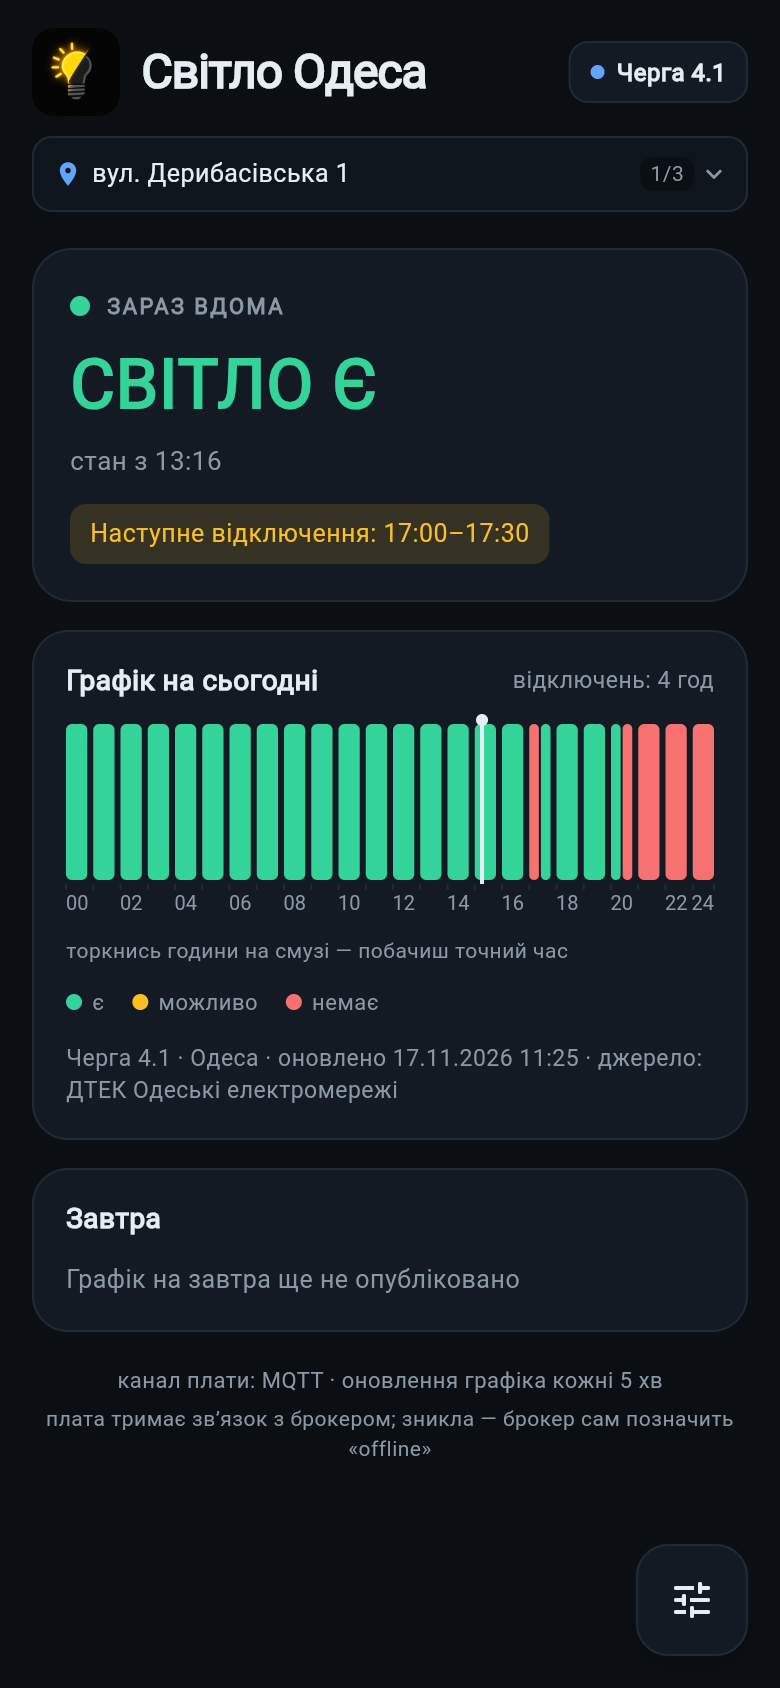 Світло Одеса
Черга 4.1
вул. Дерибасівська 1
1/3
ЗАРАЗ ВДОМА
СВІТЛО Є
стан з 13:16
Наступне відключення: 17:00–17:30
Графік на сьогодні
відключень: 4 год
00 02 04 06 08 10 12 14 16 18 20 22 24
торкнись години на смузі — побачиш точний час
є можливо немає
Черга 4.1 · Одеса · оновлено 17.11.2026 11:25 · джерело:
ДТЕК Одеські електромережі
Завтра
Графік на завтра ще не опубліковано
канал плати: MQTT · оновлення графіка кожні 5 хв
плата тримає зв’язок з брокером; зникла — брокер сам позначить
«offline»